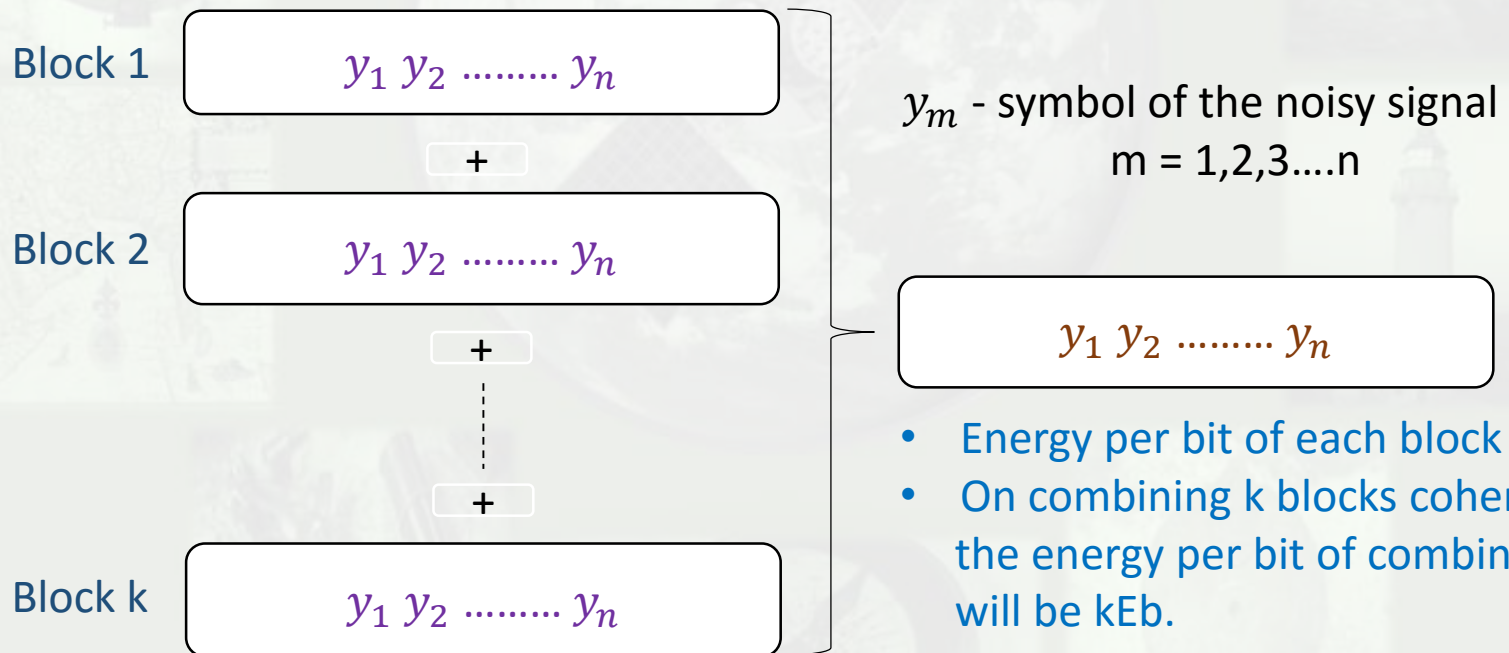 Block 1
y₁ y₂ ……… yₙ
+
Block 2
y₁ y₂ ……… yₙ
+
+
Block k
y₁ y₂ ……… yₙ
yₘ - symbol of the noisy signal
m = 1,2,3….n
y₁ y₂ ……… yₙ
• Energy per bit of each block
• On combining k blocks
the energy per bit of
will be kEb.